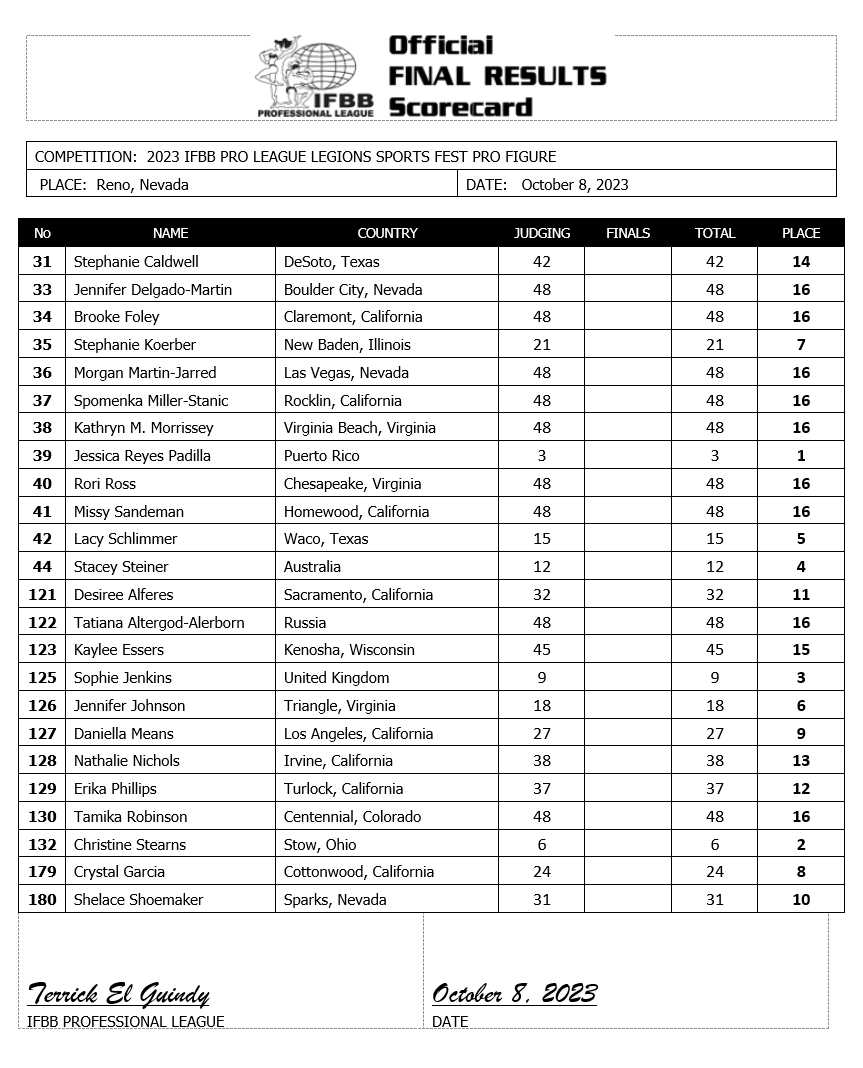 Official
FINAL RESULTS
Scorecard
IFBB
PROFESSIONAL LEAGUE
COMPETITION: 2023 IFBB PRO LEAGUE LEGIONS SPORTS FEST PRO FIGURE
PLACE: Reno, Nevada DATE: October 8, 2023
No NAME COUNTRY JUDGING FINALS TOTAL PLACE
31 Stephanie Caldwell DeSoto, Texas 42 42 14
33 Jennifer Delgado-Martin Boulder City, Nevada 48 48 16
34 Brooke Foley Claremont, California 48 48 16
35 Stephanie Koerber New Baden, Illinois 21 21 7
36 Morgan Martin-Jarred Las Vegas, Nevada 48 48 16
37 Spomenka Miller-Stanic Rocklin, California 48 48 16
38 Kathryn M. Morrissey Virginia Beach, Virginia 48 48 16
39 Jessica Reyes Padilla Puerto Rico 3 3 1
40 Rori Ross Chesapeake, Virginia 48 48 16
41 Missy Sandeman Homewood, California 48 48 16
42 Lacy Schlimmer Waco, Texas 15 15 5
44 Stacey Steiner Australia 12 12 4
121 Desiree Alferes Sacramento, California 32 32 11
122 Tatiana Altergod-Alerborn Russia 48 48 16
123 Kaylee Essers Kenosha, Wisconsin 45 45 15
125 Sophie Jenkins United Kingdom 9 9 3
126 Jennifer Johnson Triangle, Virginia 18 18 6
127 Daniella Means Los Angeles, California 27 27 9
128 Nathalie Nichols Irvine, California 38 38 13
129 Erika Phillips Turlock, California 37 37 12
130 Tamika Robinson Centennial, Colorado 48 48 16
132 Christine Stearns Stow, Ohio 6 6 2
179 Crystal Garcia Cottonwood, California 24 24 8
180 Shelace Shoemaker Sparks, Nevada 31 31 10
Terrick El Guindy October 8, 2023
IFBB PROFESSIONAL LEAGUE DATE